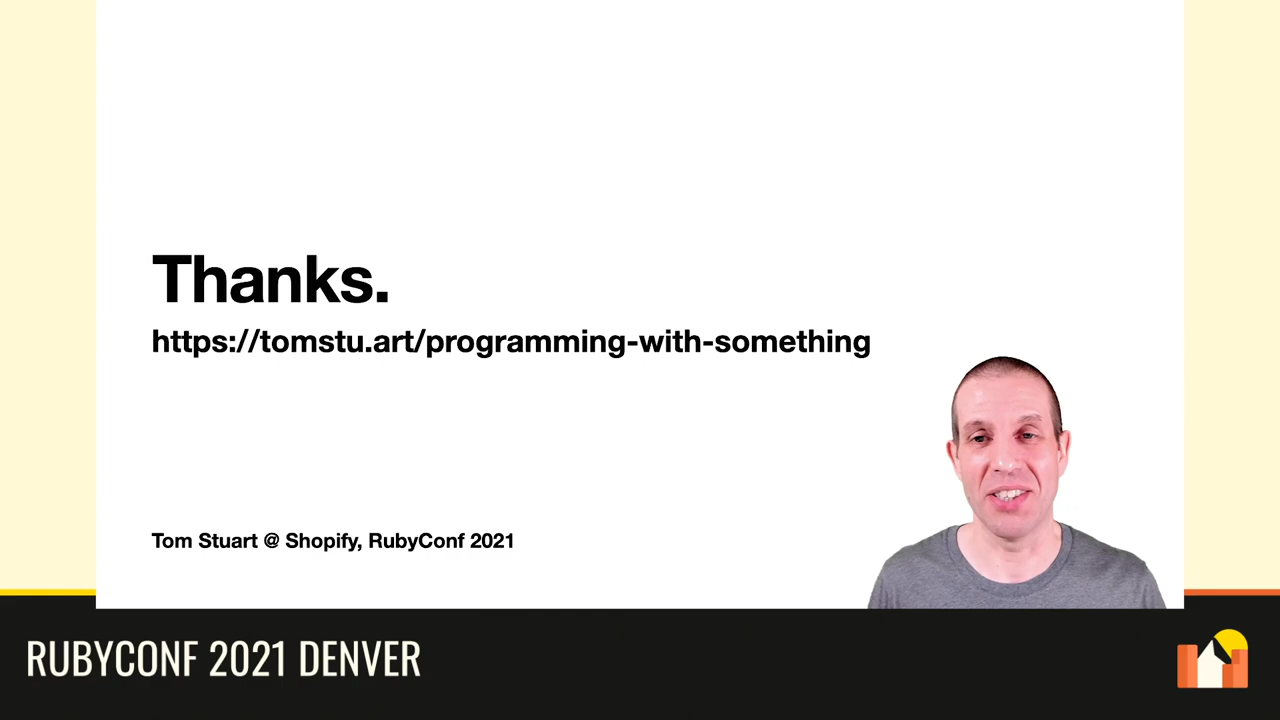 Thanks.
https://tomstu.art/programming-with-something
Tom Stuart @ Shopify, RubyConf 2021
RUBYCONF 2021 DENVER